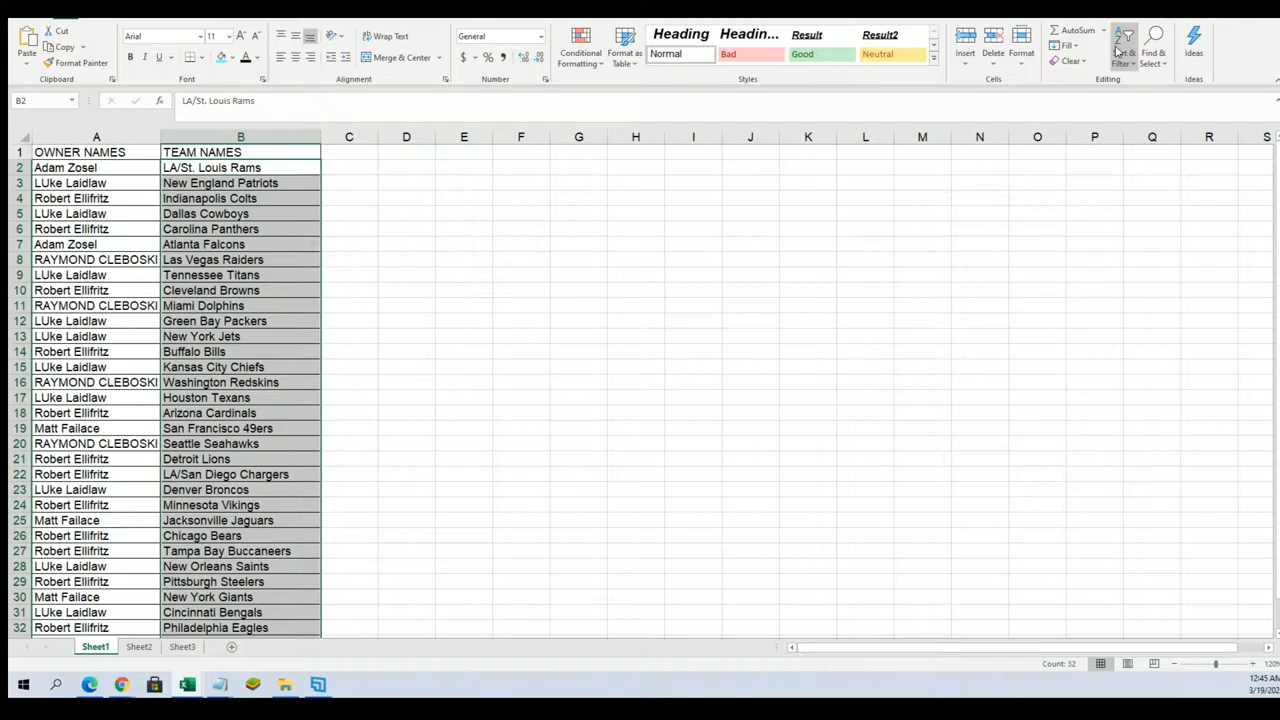 Cut
Copy
Format Painter
Paste
Clipboard
Arial
11
B I U
Font
Wrap Text
Merge & Center
Alignment
General
$ % ,
Number
Conditional Formatting
Format as Table
Heading
Headin...
Result
Result2
Normal
Bad
Good
Neutral
Styles
Insert
Delete
Format
Cells
AutoSum
Fill
Clear
Sort & Filter
Find & Select
Editing
Ideas
Ideas
B2
fx
LA/St. Louis Rams
A B C D E F G H I J K L M N O P Q R S
1 OWNER NAMES TEAM NAMES
2 Adam Zosel LA/St. Louis Rams
3 LUke Laidlaw New England Patriots
4 Robert Ellifritz Indianapolis Colts
5 LUke Laidlaw Dallas Cowboys
6 Robert Ellifritz Carolina Panthers
7 Adam Zosel Atlanta Falcons
8 RAYMOND CLEBOSKI Las Vegas Raiders
9 LUke Laidlaw Tennessee Titans
10 Robert Ellifritz Cleveland Browns
11 RAYMOND CLEBOSKI Miami Dolphins
12 LUke Laidlaw Green Bay Packers
13 LUke Laidlaw New York Jets
14 Robert Ellifritz Buffalo Bills
15 LUke Laidlaw Kansas City Chiefs
16 RAYMOND CLEBOSKI Washington Redskins
17 LUke Laidlaw Houston Texans
18 Robert Ellifritz Arizona Cardinals
19 Matt Failace San Francisco 49ers
20 RAYMOND CLEBOSKI Seattle Seahawks
21 Robert Ellifritz Detroit Lions
22 Robert Ellifritz LA/San Diego Chargers
23 LUke Laidlaw Denver Broncos
24 Robert Ellifritz Minnesota Vikings
25 Matt Failace Jacksonville Jaguars
26 Robert Ellifritz Chicago Bears
27 Robert Ellifritz Tampa Bay Buccaneers
28 LUke Laidlaw New Orleans Saints
29 Robert Ellifritz Pittsburgh Steelers
30 Matt Failace New York Giants
31 LUke Laidlaw Cincinnati Bengals
32 Robert Ellifritz Philadelphia Eagles
Sheet1 Sheet2 Sheet3
Count: 32
120%
12:45 AM
3/19/202